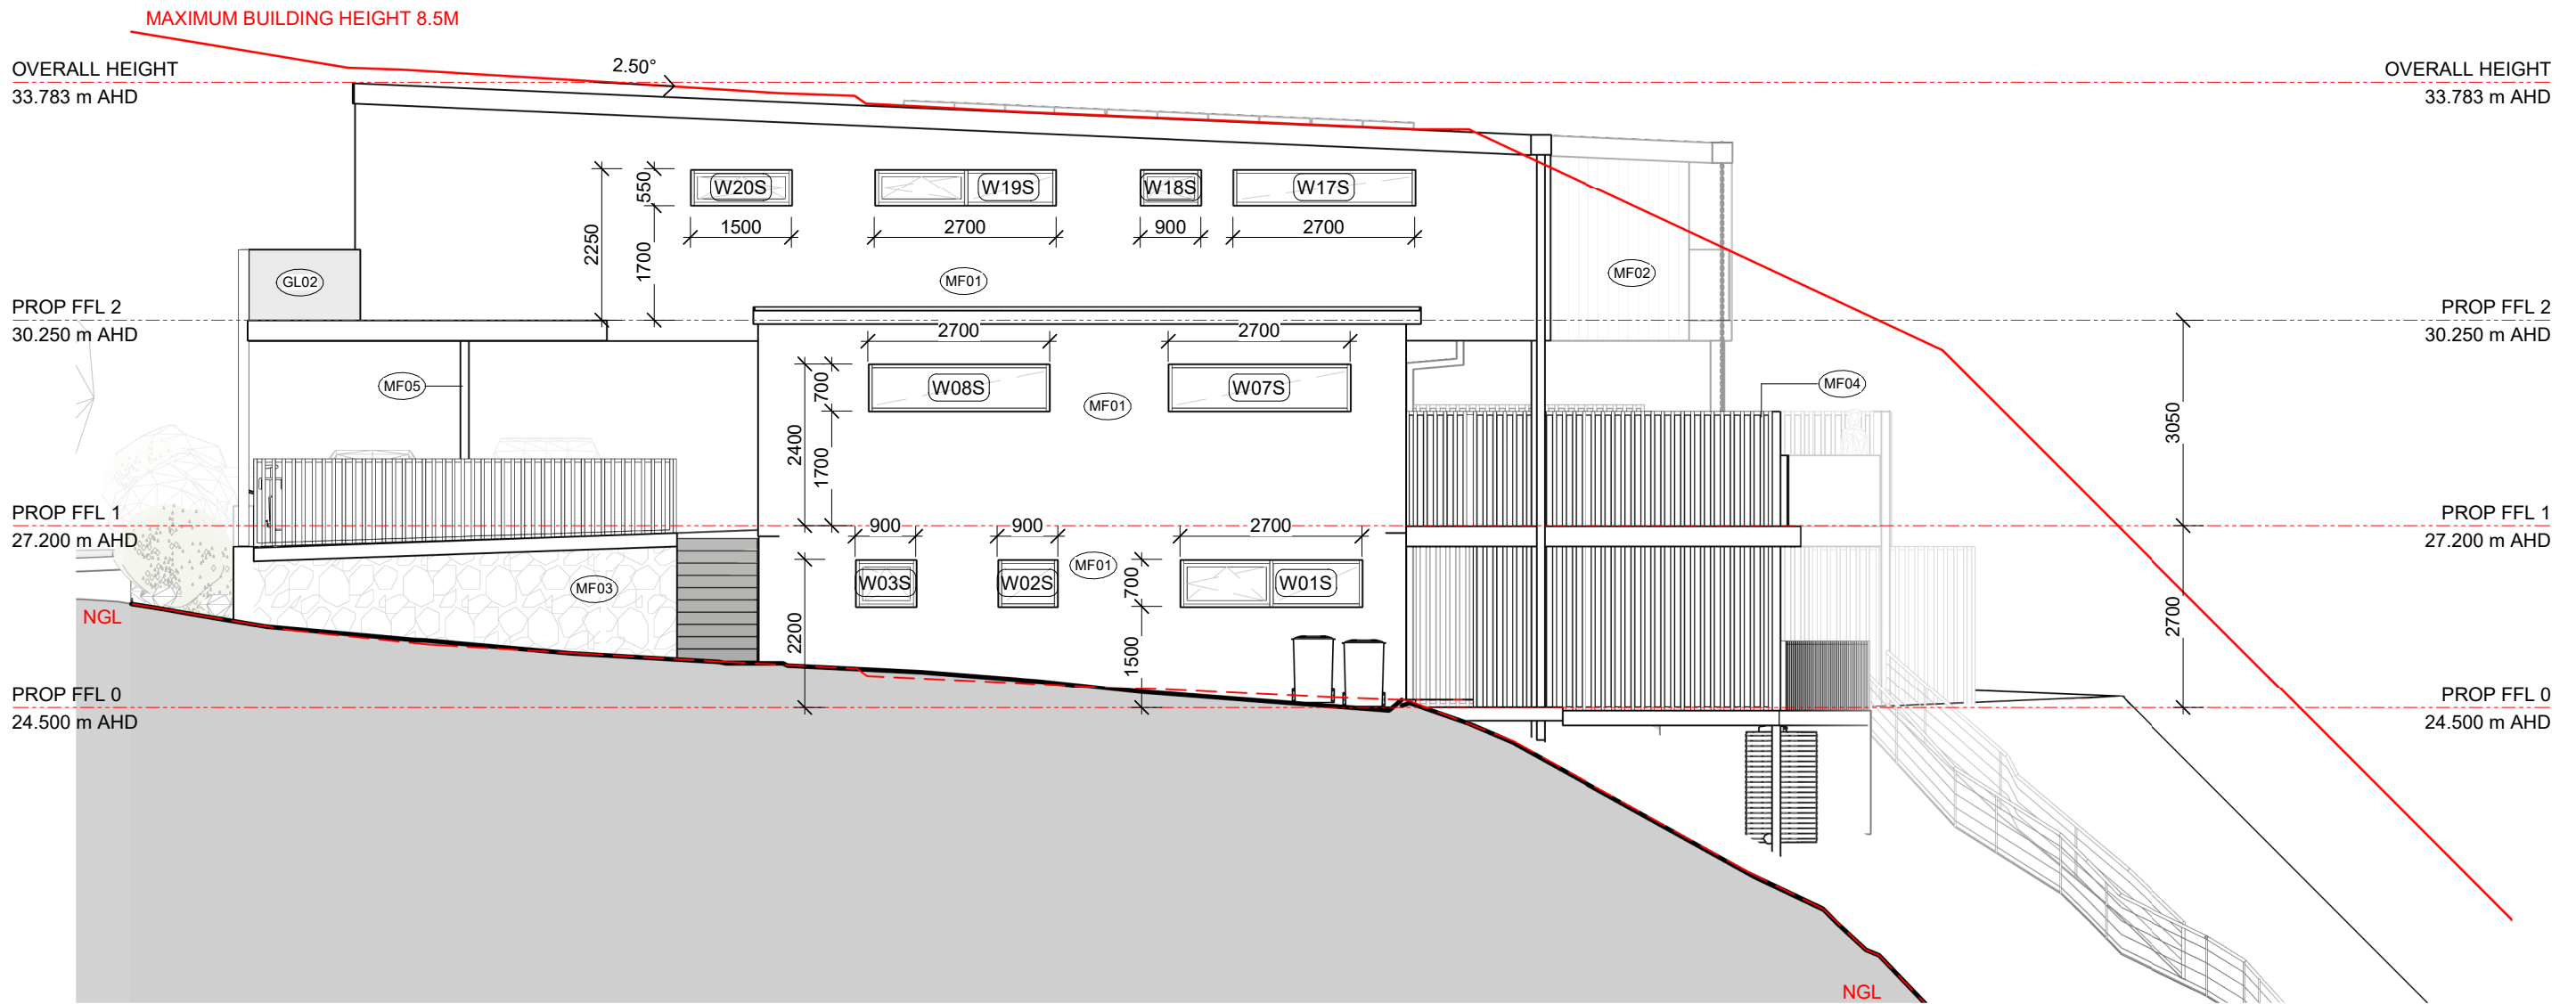 MAXIMUM BUILDING HEIGHT 8.5M
OVERALL HEIGHT
33.783 m AHD
2.50°
OVERALL HEIGHT
33.783 m AHD
W20S
W19S
W18S
W17S
550
1500
2700
900
2700
2250
1700
GL02
MF01
MF02
PROP FFL 2
30.250 m AHD
PROP FFL 2
30.250 m AHD
2700
2700
MF05
700
W08S
W07S
MF01
MF04
2400
1700
3050
PROP FFL 1
27.200 m AHD
900
900
2700
PROP FFL 1
27.200 m AHD
MF03
W03S
W02S
MF01
700
W01S
NGL
2200
1500
2700
PROP FFL 0
24.500 m AHD
PROP FFL 0
24.500 m AHD
NGL